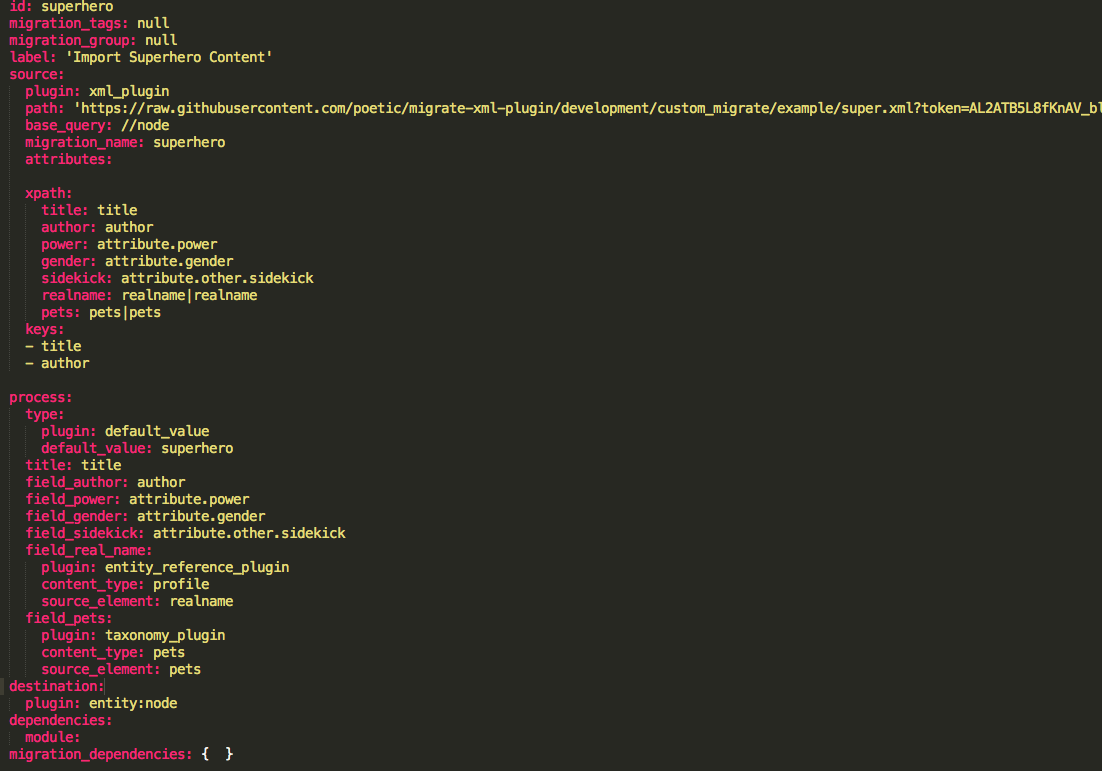 id: superhero
migration_tags: null
migration_group: null
label: 'Import Superhero Content'
source:
  plugin: xml_plugin
  path: 'https://raw.githubusercontent.com/poetic/migrate-xml-plugin/development/custom_migrate/example/super.xml?token=AL2ATB5L8fKnAV_bl
  base_query: //node
  migration_name: superhero
  attributes:

  xpath:
    title: title
    author: author
    power: attribute.power
    gender: attribute.gender
    sidekick: attribute.other.sidekick
    realname: realname|realname
    pets: pets|pets
  keys:
  - title
  - author

process:
  type:
    plugin: default_value
    default_value: superhero
  title: title
  field_author: author
  field_power: attribute.power
  field_gender: attribute.gender
  field_sidekick: attribute.other.sidekick
  field_real_name:
    plugin: entity_reference_plugin
    content_type: profile
    source_element: realname
  field_pets:
    plugin: taxonomy_plugin
    content_type: pets
    source_element: pets
destination:
  plugin: entity:node
dependencies:
  module:
migration_dependencies: {  }